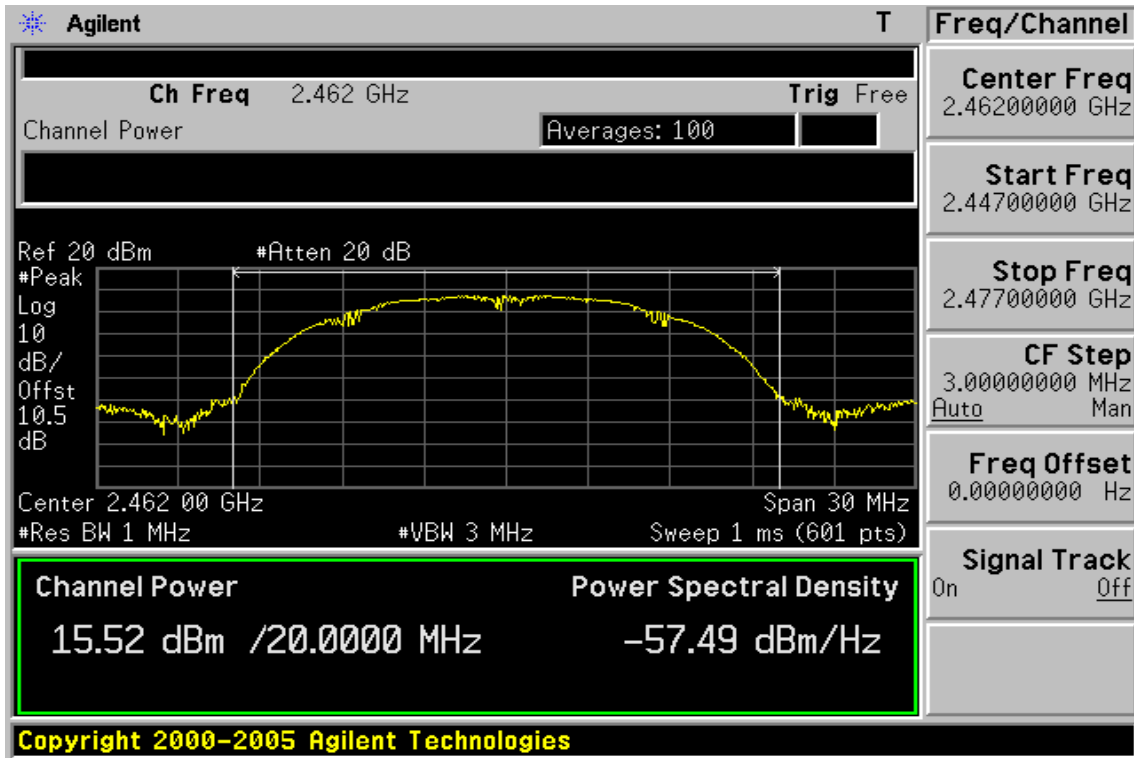 Agilent T
Freq/Channel
Ch Freq 2.462 GHz Trig Free
Channel Power Averages: 100
Ref 20 dBm #Atten 20 dB
#Peak
Log
10
dB/
Offst
10.5
dB
Center 2.462 00 GHz Span 30 MHz
#Res BW 1 MHz #VBW 3 MHz Sweep 1 ms (601 pts)
Channel Power Power Spectral Density
15.52 dBm /20.0000 MHz -57.49 dBm/Hz
Center Freq
2.46200000 GHz
Start Freq
2.44700000 GHz
Stop Freq
2.47700000 GHz
CF Step
3.00000000 MHz
Auto Man
Freq Offset
0.00000000 Hz
Signal Track
On Off
Copyright 2000-2005 Agilent Technologies